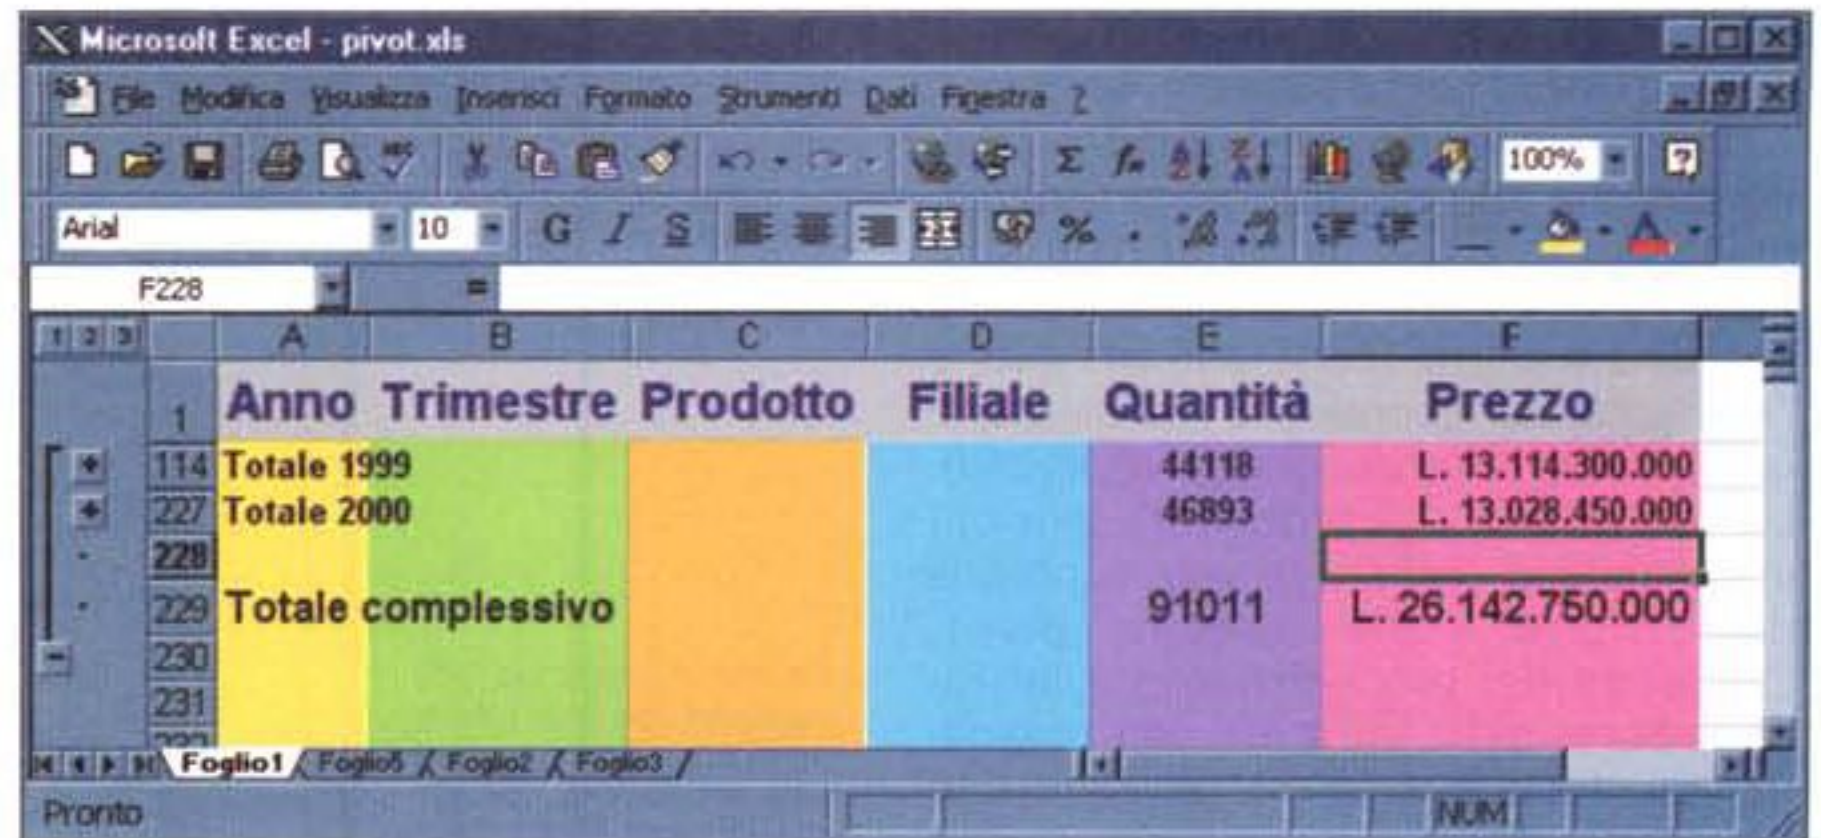 Microsoft Excel - pivot.xls
File Modifica Visualizza Inserisci Formato Strumenti Dati Finestra ?
ABC Σ 100% ?
Arial 10 G I S % A
F228 =
1 2 3 A B C D E F
1 Anno Trimestre Prodotto Filiale Quantità Prezzo
114 Totale 1999 44118 L. 13.114.300.000
227 Totale 2000 46893 L. 13.028.450.000
228
229 Totale complessivo 91011 L. 26.142.750.000
230
231
232
Foglio1 Foglio5 Foglio2 Foglio3
Pronto NUM